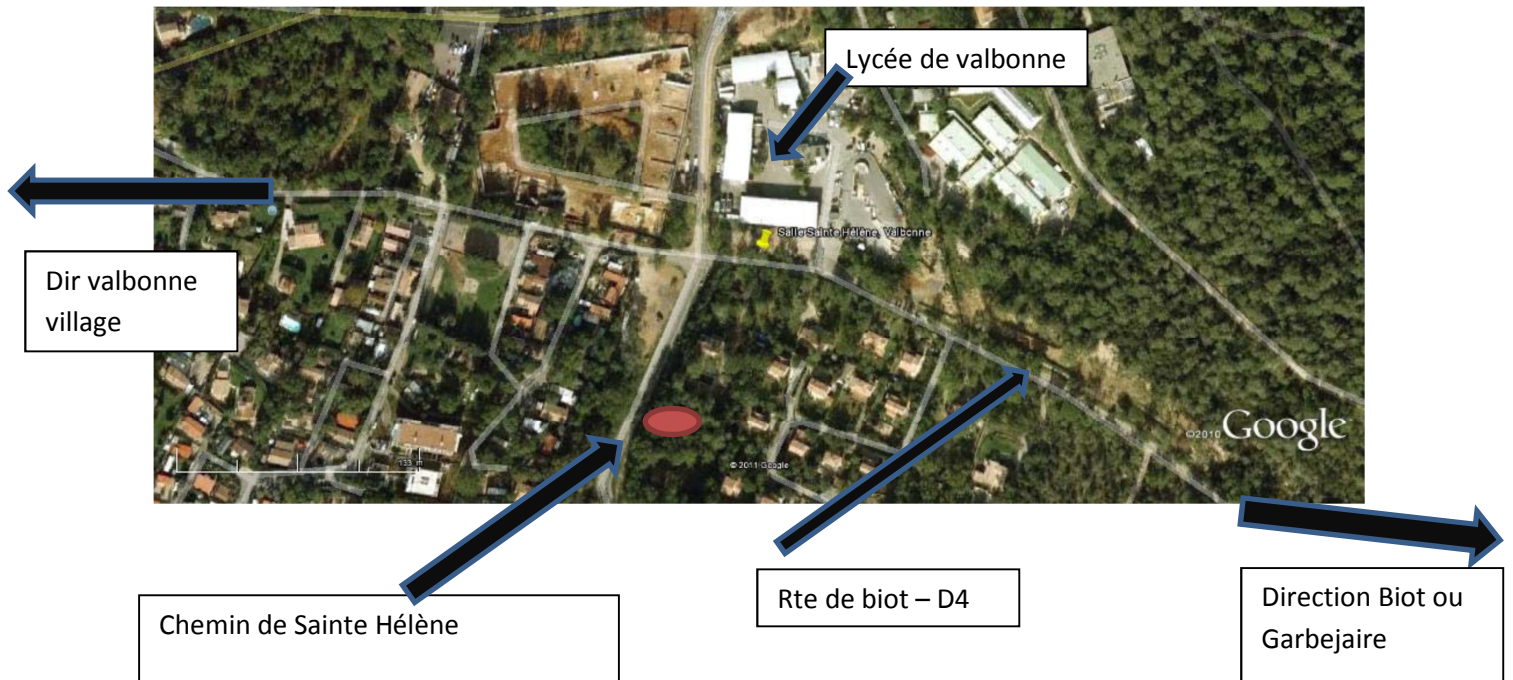 Lycée de valbonne
Salle Sainte Hélène, Valbonne
Dir valbonne
village
133 m
© 2011 Google
©2010 Google
Chemin de Sainte Hélène
Rte de biot – D4
Direction Biot ou
Garbejaire